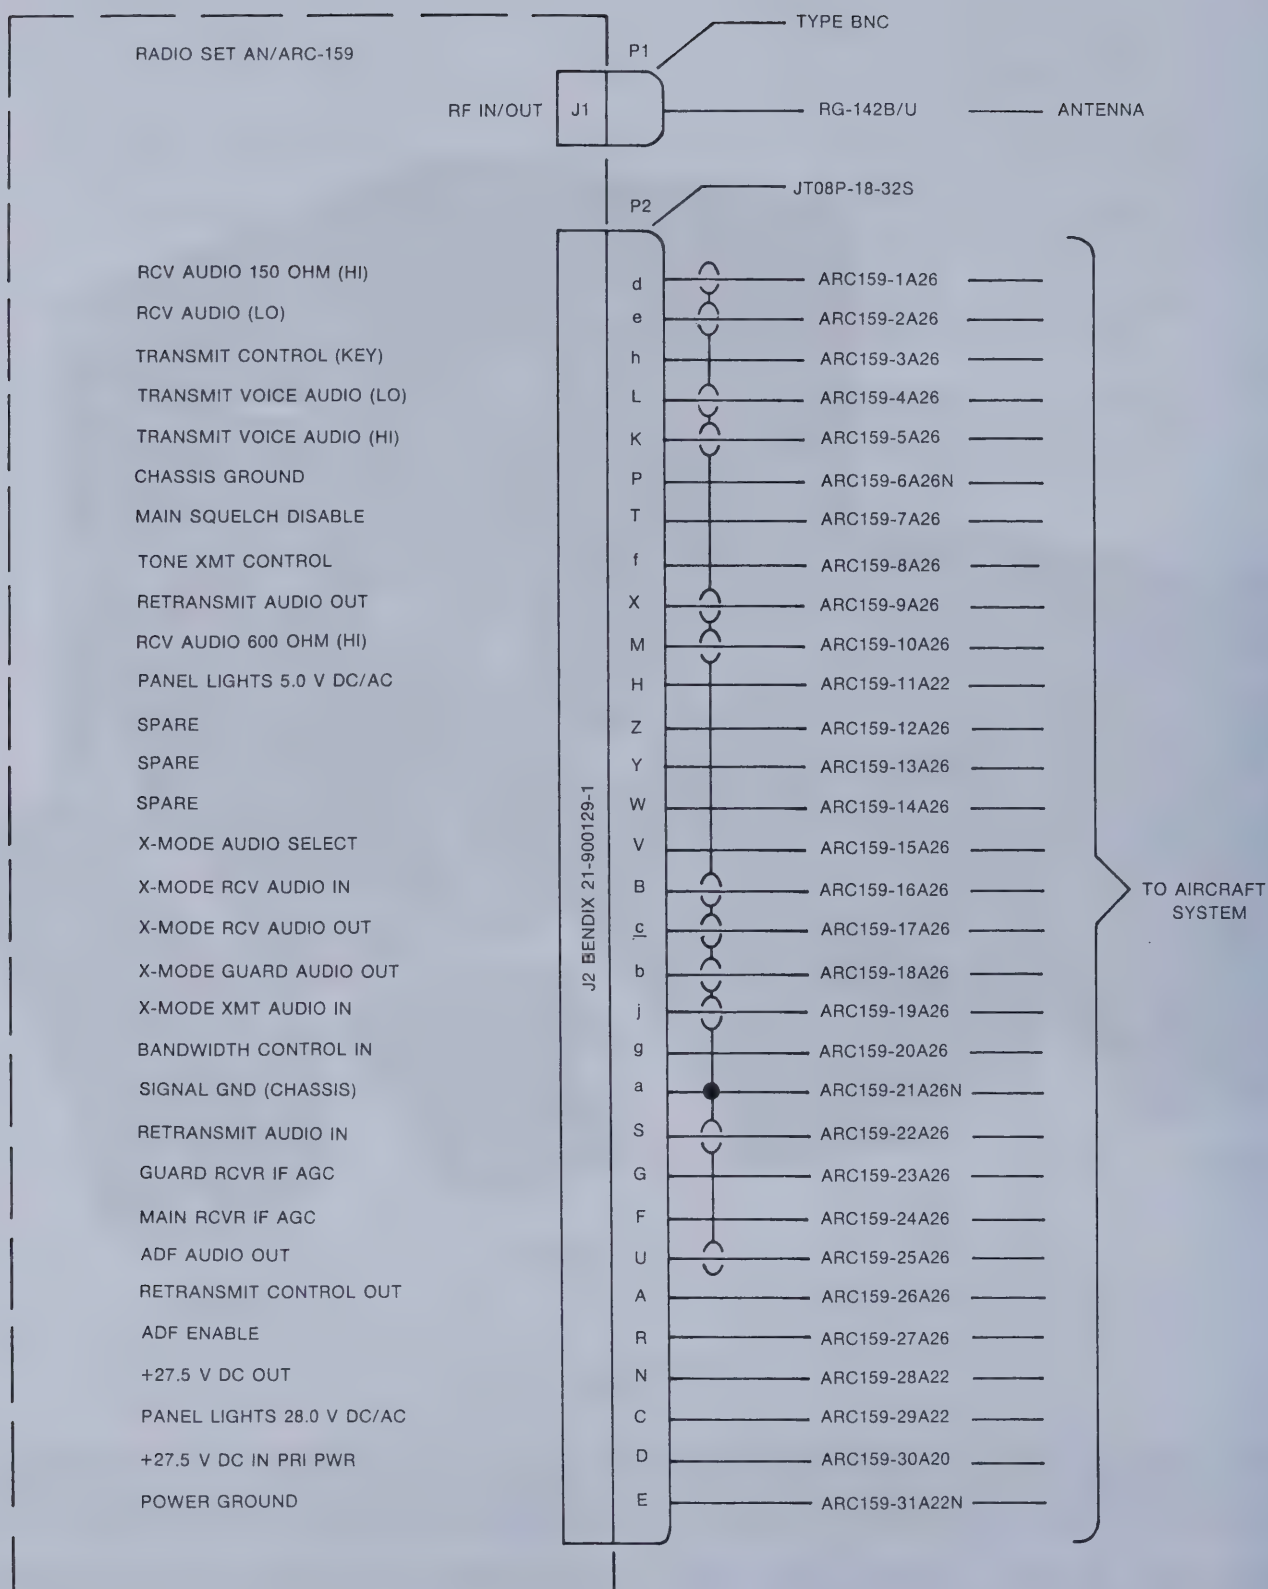 TYPE BNC
RADIO SET AN/ARC-159
P1
RF IN/OUT J1 RG-142B/U ANTENNA
JT08P-18-32S
P2
RCV AUDIO 150 OHM (HI) d ARC159-1A26
RCV AUDIO (LO) e ARC159-2A26
TRANSMIT CONTROL (KEY) h ARC159-3A26
TRANSMIT VOICE AUDIO (LO) L ARC159-4A26
TRANSMIT VOICE AUDIO (HI) K ARC159-5A26
CHASSIS GROUND P ARC159-6A26N
MAIN SQUELCH DISABLE T ARC159-7A26
TONE XMT CONTROL f ARC159-8A26
RETRANSMIT AUDIO OUT X ARC159-9A26
RCV AUDIO 600 OHM (HI) M ARC159-10A26
PANEL LIGHTS 5.0 V DC/AC H ARC159-11A22
SPARE Z ARC159-12A26
SPARE Y ARC159-13A26
SPARE W ARC159-14A26
X-MODE AUDIO SELECT V ARC159-15A26
X-MODE RCV AUDIO IN B ARC159-16A26
X-MODE RCV AUDIO OUT c ARC159-17A26
X-MODE GUARD AUDIO OUT b ARC159-18A26
X-MODE XMT AUDIO IN j ARC159-19A26
BANDWIDTH CONTROL IN g ARC159-20A26
SIGNAL GND (CHASSIS) a ARC159-21A26N
RETRANSMIT AUDIO IN S ARC159-22A26
GUARD RCVR IF AGC G ARC159-23A26
MAIN RCVR IF AGC F ARC159-24A26
ADF AUDIO OUT U ARC159-25A26
RETRANSMIT CONTROL OUT A ARC159-26A26
ADF ENABLE R ARC159-27A26
+27.5 V DC OUT N ARC159-28A22
PANEL LIGHTS 28.0 V DC/AC C ARC159-29A22
+27.5 V DC IN PRI PWR D ARC159-30A20
POWER GROUND E ARC159-31A22N
J2 BENDIX 21-900129-1
TO AIRCRAFT
SYSTEM